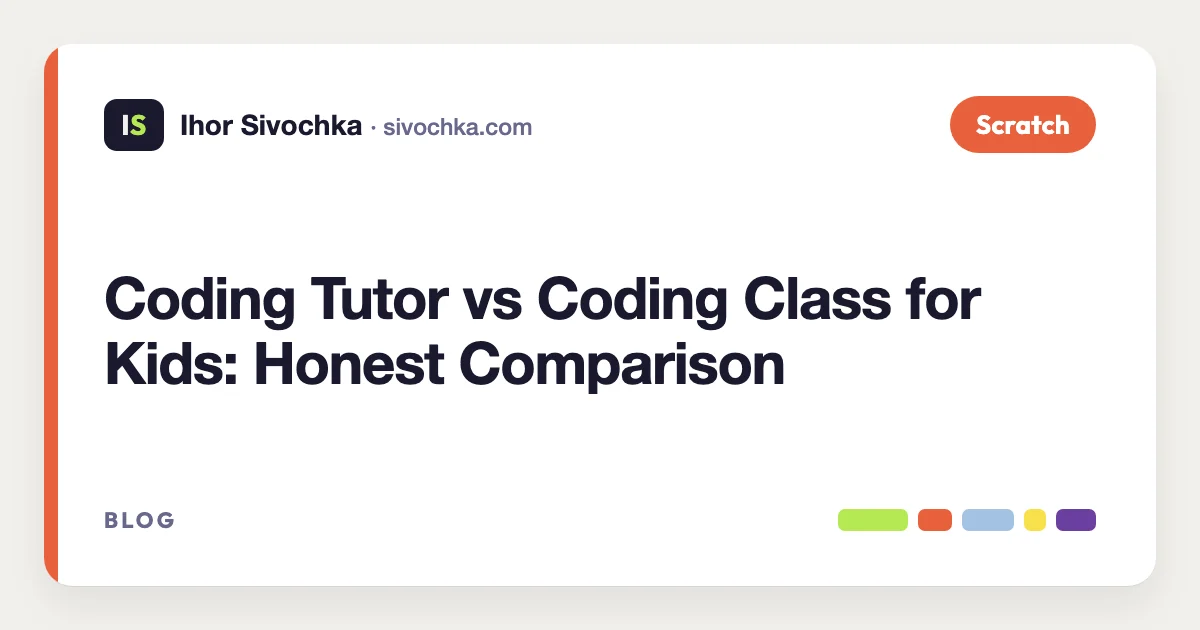 IS Ihor Sivochka · sivochka.com
Scratch
Coding Tutor vs Coding Class for
Kids: Honest Comparison
BLOG